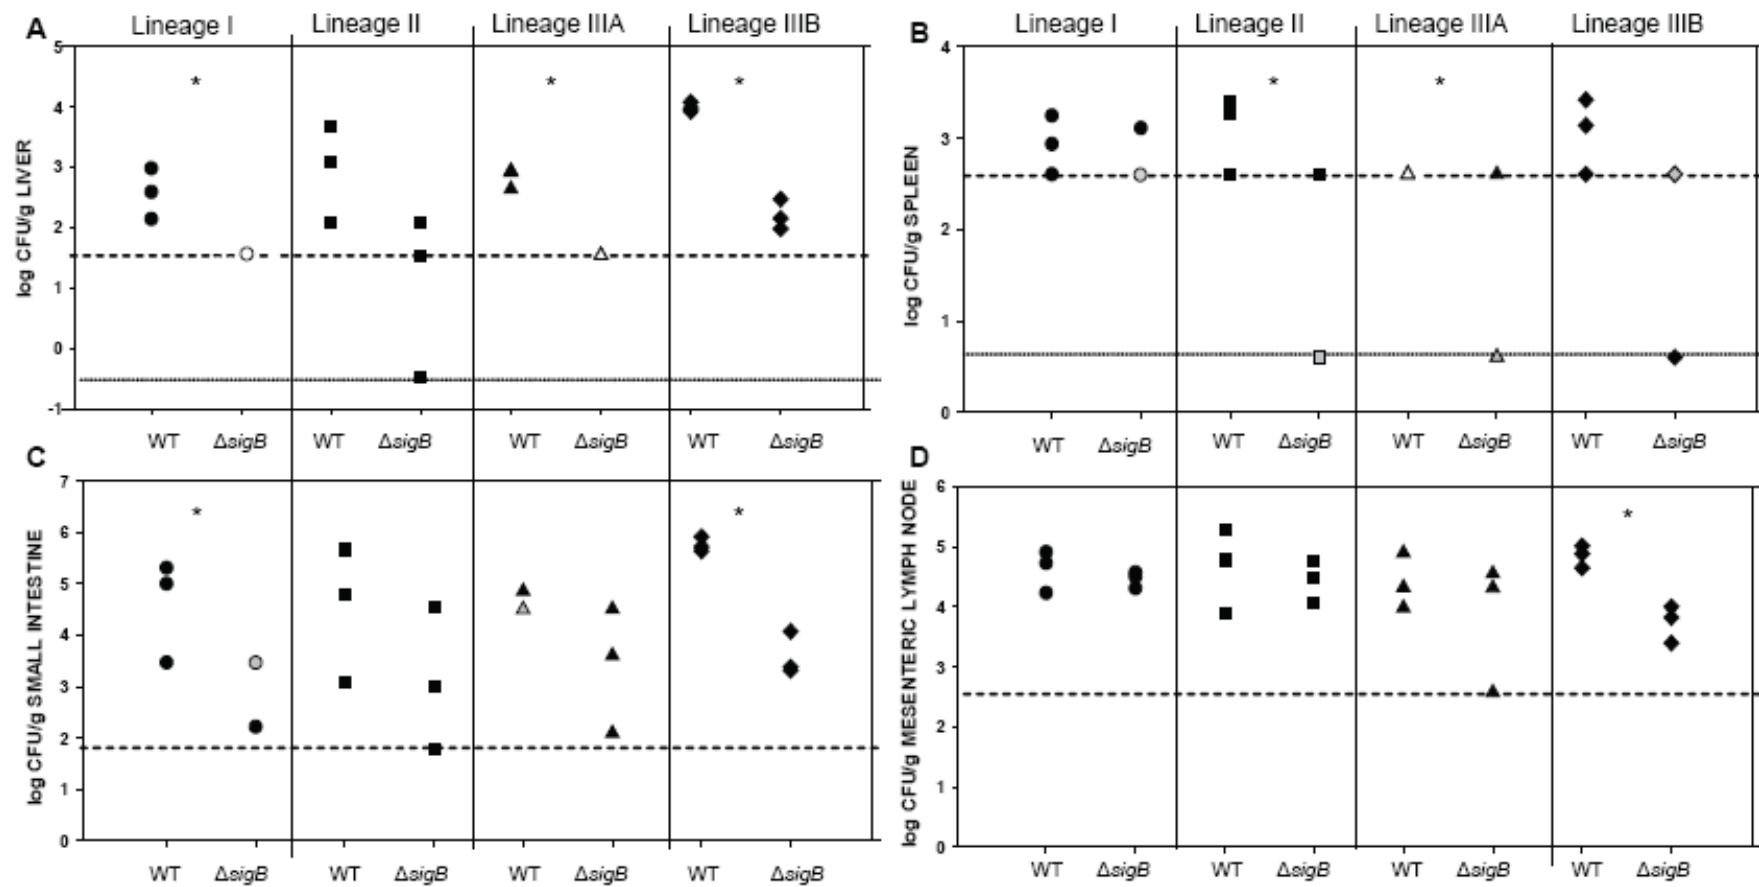 A Lineage I Lineage II Lineage IIIA Lineage IIIB
5
4
3
2
1
0
-1
log CFU/g LIVER
* * *
WT ΔsigB WT ΔsigB WT ΔsigB WT ΔsigB
B Lineage I Lineage II Lineage IIIA Lineage IIIB
4
3
2
1
0
log CFU/g SPLEEN
* *
WT ΔsigB WT ΔsigB WT ΔsigB WT ΔsigB
C
7
6
5
4
3
2
1
0
log CFU/g SMALL INTESTINE
* *
WT ΔsigB WT ΔsigB WT ΔsigB WT ΔsigB
D
6
5
4
3
2
1
0
log CFU/g MESENTERIC LYMPH NODE
*
WT ΔsigB WT ΔsigB WT ΔsigB WT ΔsigB